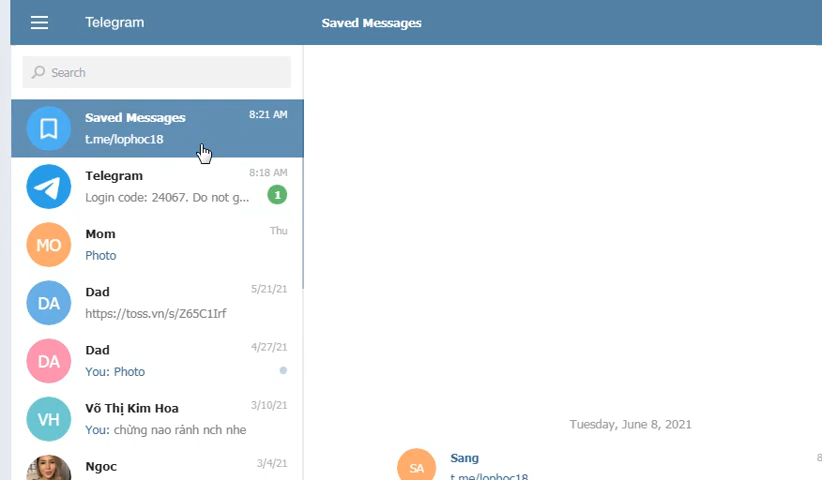 Telegram
Saved Messages
Search
Saved Messages
8:21 AM
t.me/lophoc18
Telegram
8:18 AM
Login code: 24067. Do not g...
1
MO
Mom
Thu
Photo
DA
Dad
5/21/21
https://toss.vn/s/Z65C1Irf
DA
Dad
4/27/21
You: Photo
VH
Võ Thị Kim Hoa
3/10/21
You: chừng nao rảnh nch nhe
Ngoc
3/4/21
Tuesday, June 8, 2021
SA
Sang
8
t.me/lophoc18